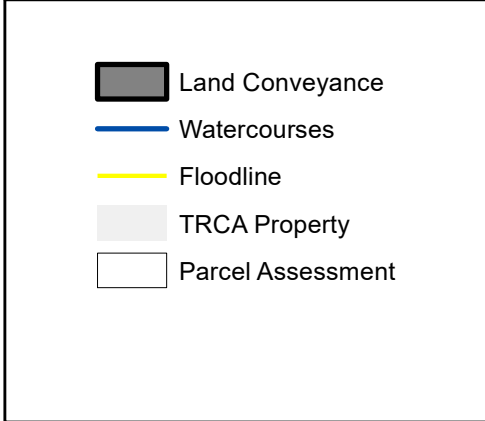 Land Conveyance
Watercourses
Floodline
TRCA Property
Parcel Assessment